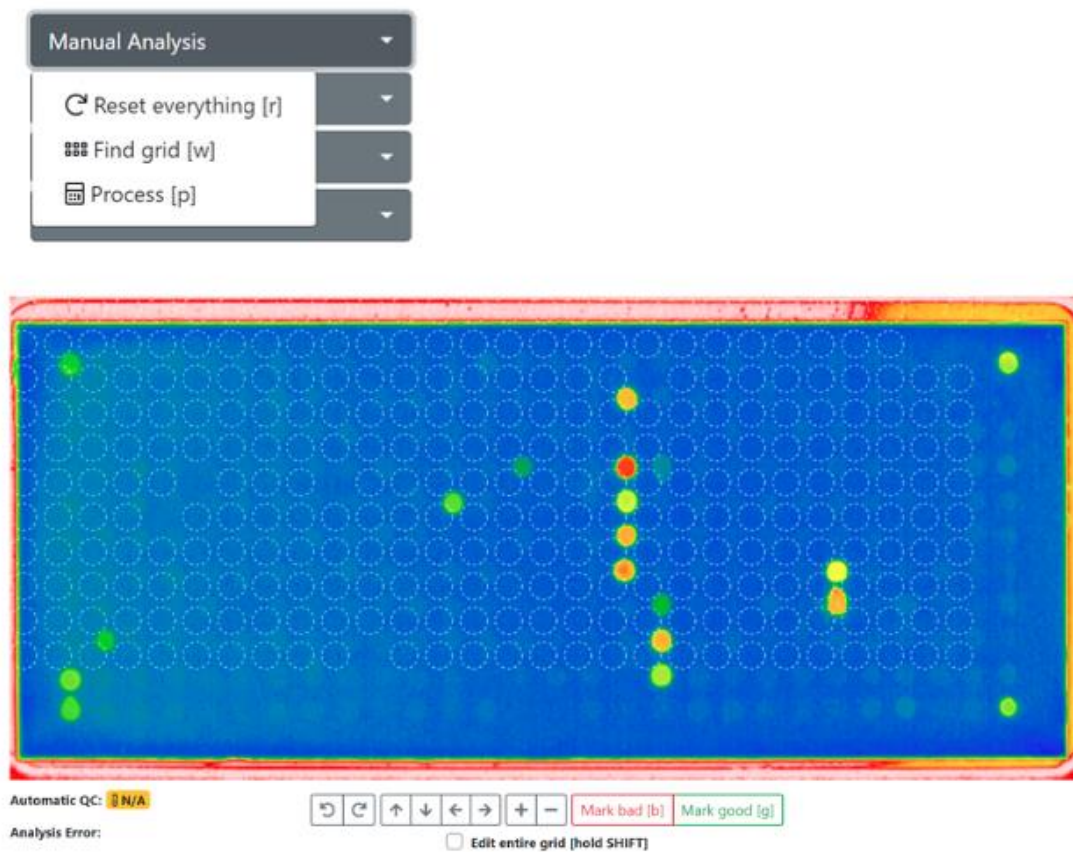 Manual Analysis
Reset everything [r]
Find grid [w]
Process [p]
Automatic QC: N/A
Mark bad [b] Mark good [g]
Analysis Error:
Edit entire grid [hold SHIFT]